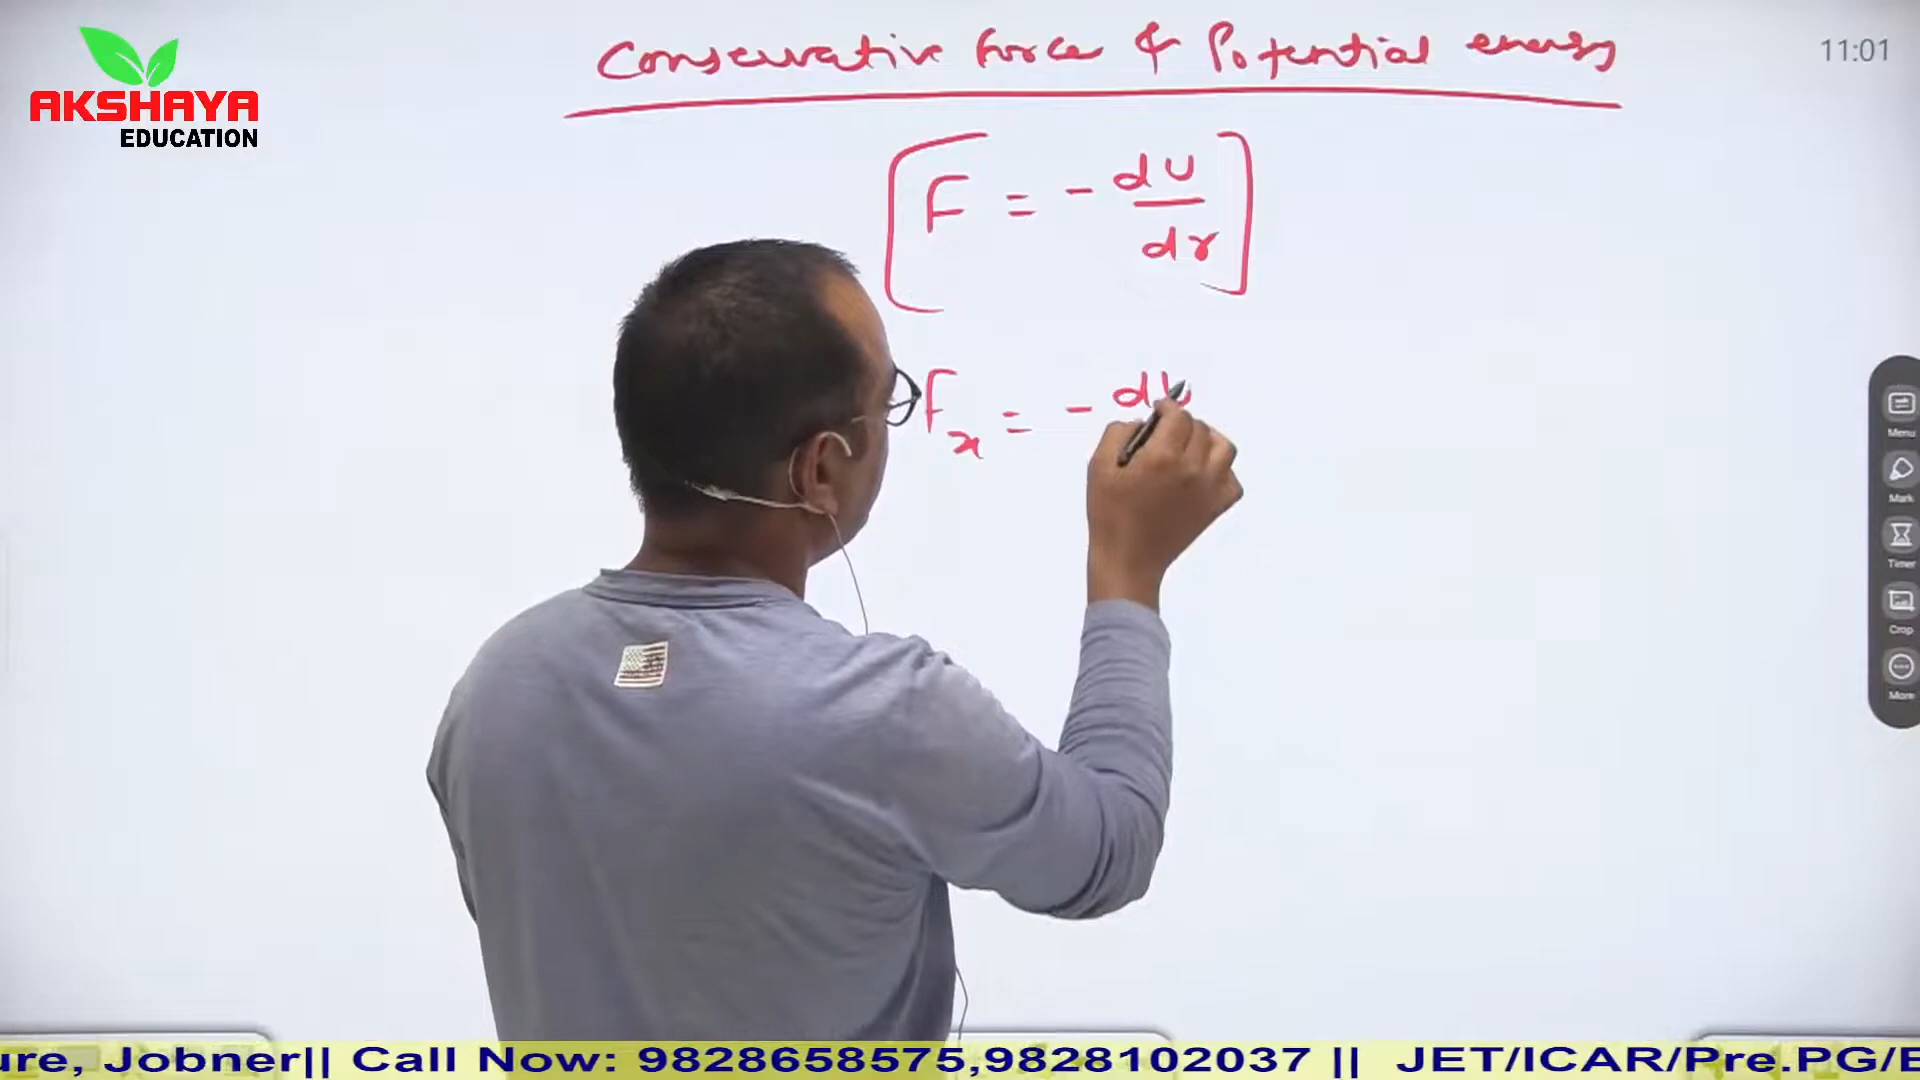 Conservative force & Potential energy
11:01
AKSHAYA
EDUCATION
F = - dU
dr
Fx = - dU
Menu
Mark
Timer
Crop
More
ure, Jobner|| Call Now: 9828658575,9828102037 || JET/ICAR/Pre.PG/